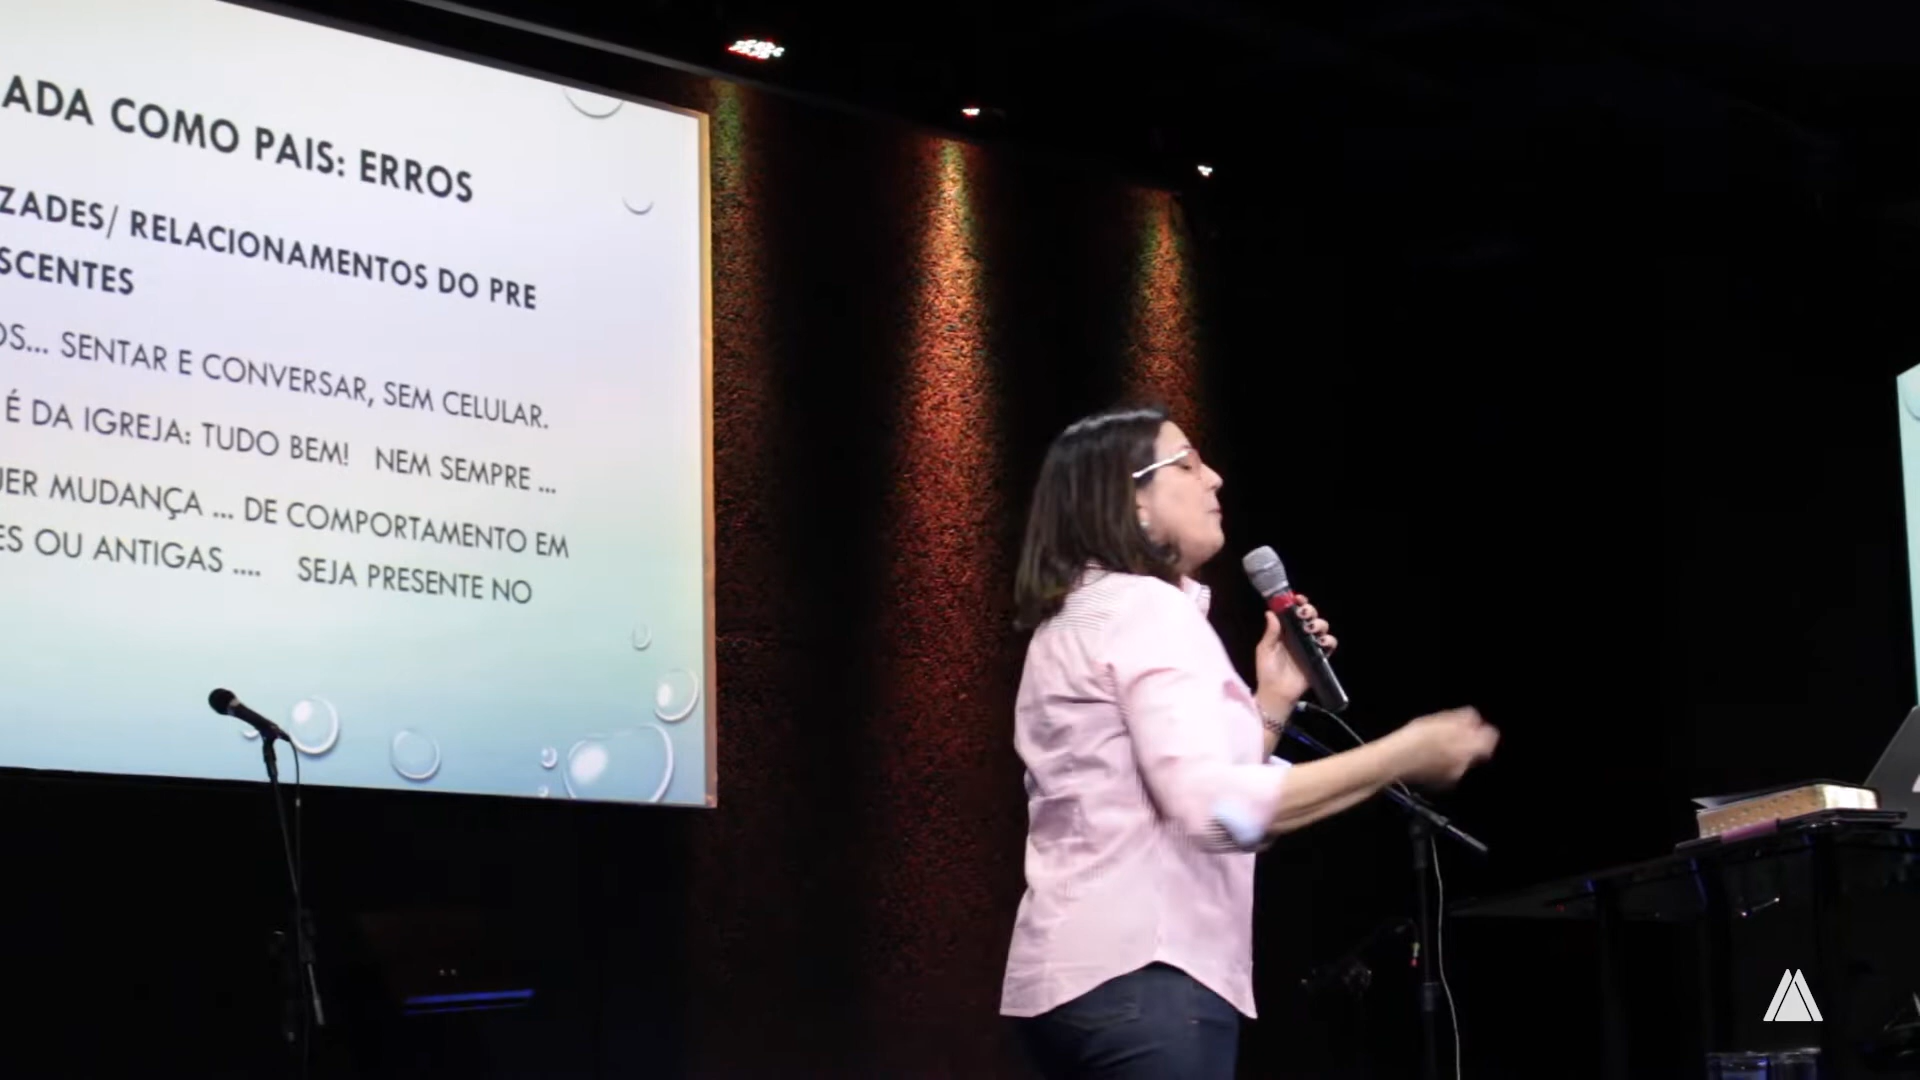 ADA COMO PAIS: ERROS
ZADES/ RELACIONAMENTOS DO PRE
SCENTES
OS... SENTAR E CONVERSAR, SEM CELULAR.
É DA IGREJA: TUDO BEM! NEM SEMPRE ...
UER MUDANÇA ... DE COMPORTAMENTO EM
ES OU ANTIGAS .... SEJA PRESENTE NO